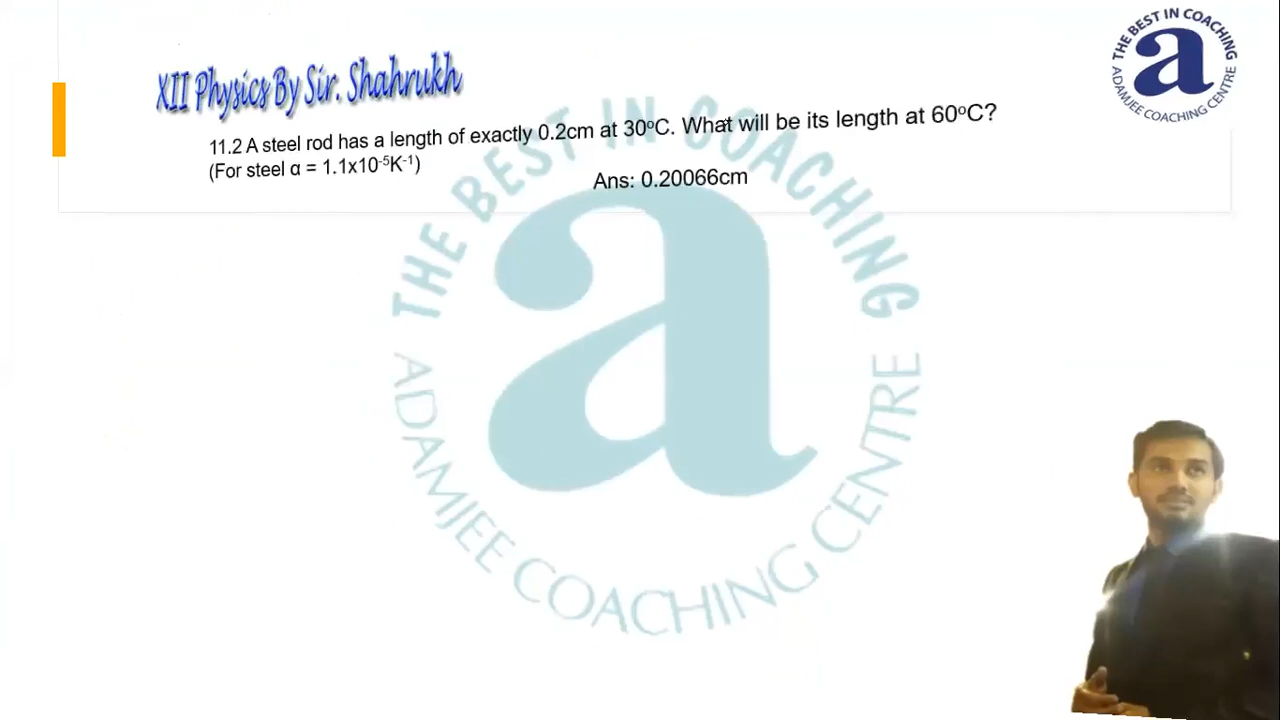 XII Physics By Sir. Shahrukh
THE BEST IN COACHING
a
ADAMJEE COACHING CENTRE
11.2 A steel rod has a length of exactly 0.2cm at 30ºC. What will be its length at 60ºC?
(For steel α = 1.1x10⁻⁵K⁻¹)
Ans: 0.20066cm
THE BEST IN COACHING
a
ADAMJEE COACHING CENTRE